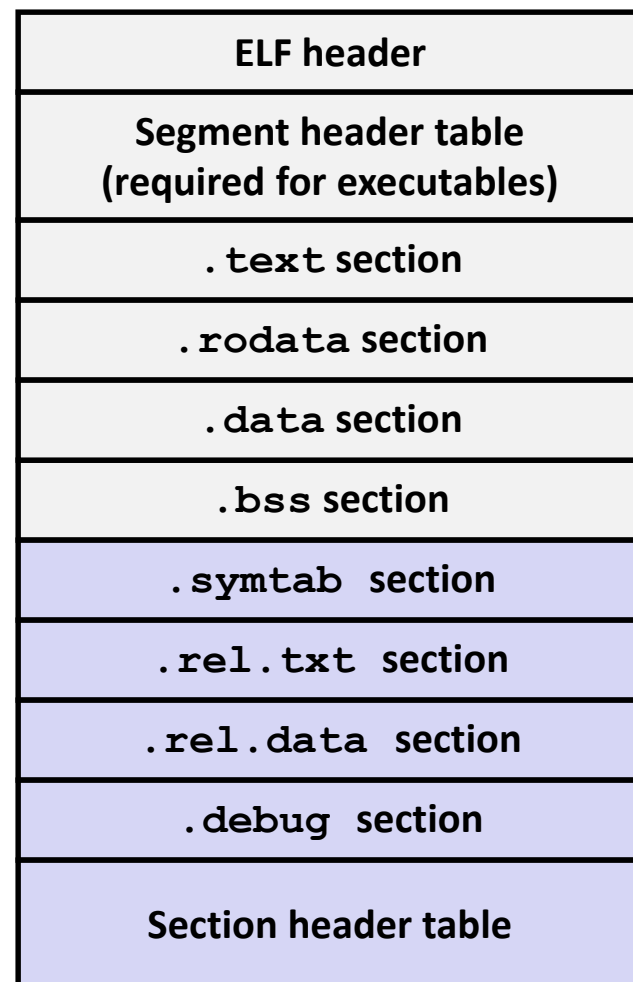 ELF header
Segment header table
(required for executables)
.text section
.rodata section
.data section
.bss section
.symtab section
.rel.txt section
.rel.data section
.debug section
Section header table